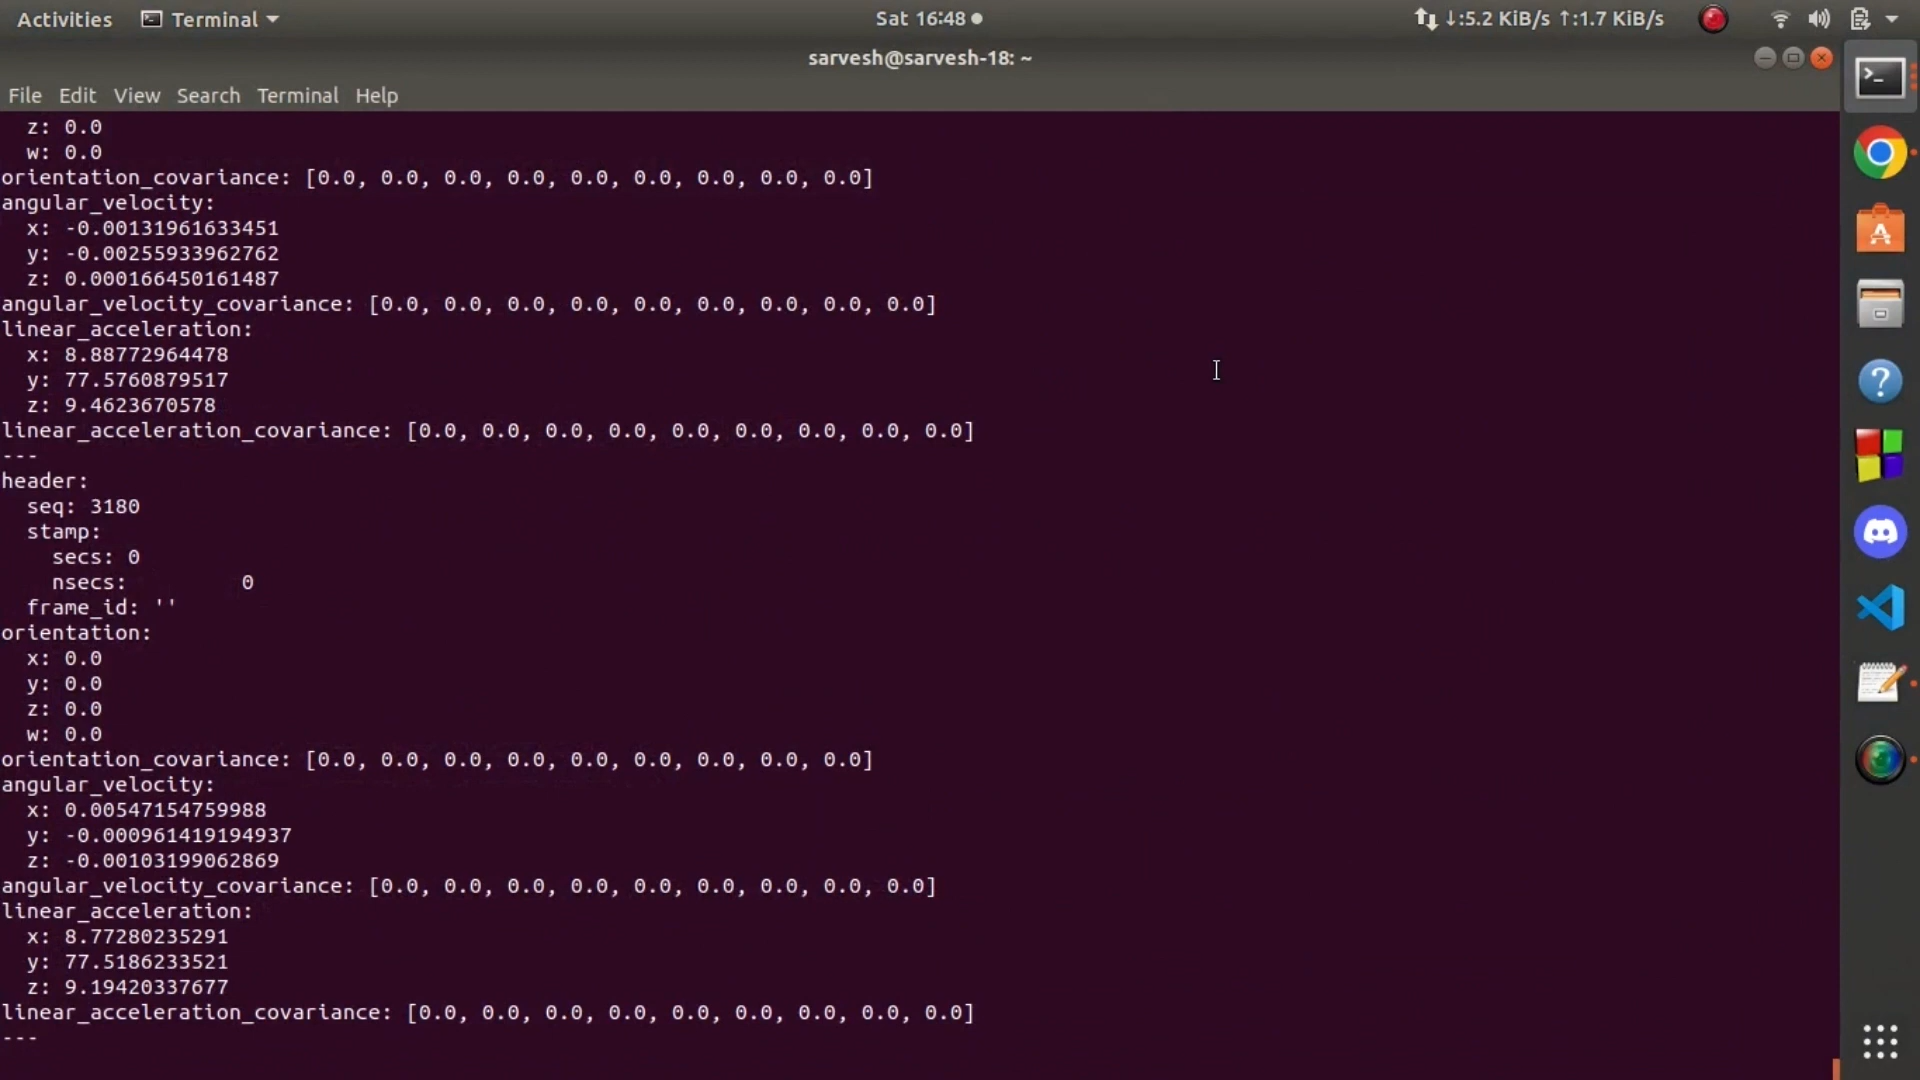 Activities Terminal Sat 16:48 ↓:5.2 KiB/s ↑:1.7 KiB/s
sarvesh@sarvesh-18: ~
File Edit View Search Terminal Help
z: 0.0
w: 0.0
orientation_covariance: [0.0, 0.0, 0.0, 0.0, 0.0, 0.0, 0.0, 0.0, 0.0]
angular_velocity:
x: -0.00131961633451
y: -0.00255933962762
z: 0.000166450161487
angular_velocity_covariance: [0.0, 0.0, 0.0, 0.0, 0.0, 0.0, 0.0, 0.0, 0.0]
linear_acceleration:
x: 8.88772964478
y: 77.5760879517
z: 9.4623670578
linear_acceleration_covariance: [0.0, 0.0, 0.0, 0.0, 0.0, 0.0, 0.0, 0.0, 0.0]
---
header:
seq: 3180
stamp:
secs: 0
nsecs: 0
frame_id: ''
orientation:
x: 0.0
y: 0.0
z: 0.0
w: 0.0
orientation_covariance: [0.0, 0.0, 0.0, 0.0, 0.0, 0.0, 0.0, 0.0, 0.0]
angular_velocity:
x: 0.00547154759988
y: -0.000961419194937
z: -0.00103199062869
angular_velocity_covariance: [0.0, 0.0, 0.0, 0.0, 0.0, 0.0, 0.0, 0.0, 0.0]
linear_acceleration:
x: 8.77280235291
y: 77.5186233521
z: 9.19420337677
linear_acceleration_covariance: [0.0, 0.0, 0.0, 0.0, 0.0, 0.0, 0.0, 0.0, 0.0]
---